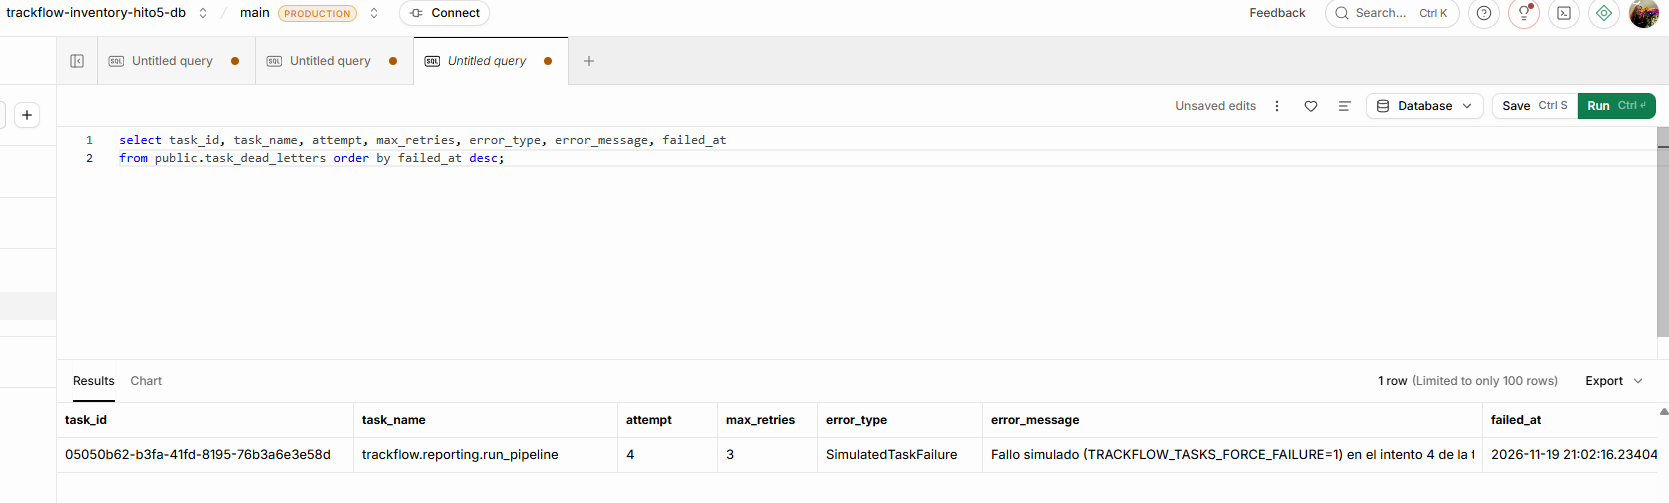 trackflow-inventory-hito5-db / main PRODUCTION Connect Feedback Search... Ctrl K
Untitled query Untitled query Untitled query
Unsaved edits Database Save Ctrl S Run Ctrl ↵
1 select task_id, task_name, attempt, max_retries, error_type, error_message, failed_at
2 from public.task_dead_letters order by failed_at desc;
Results Chart 1 row (Limited to only 100 rows) Export
task_id task_name attempt max_retries error_type error_message failed_at
05050b62-b3fa-41fd-8195-76b3a6e3e58d trackflow.reporting.run_pipeline 4 3 SimulatedTaskFailure Fallo simulado (TRACKFLOW_TASKS_FORCE_FAILURE=1) en el intento 4 de la t 2026-11-19 21:02:16.23404